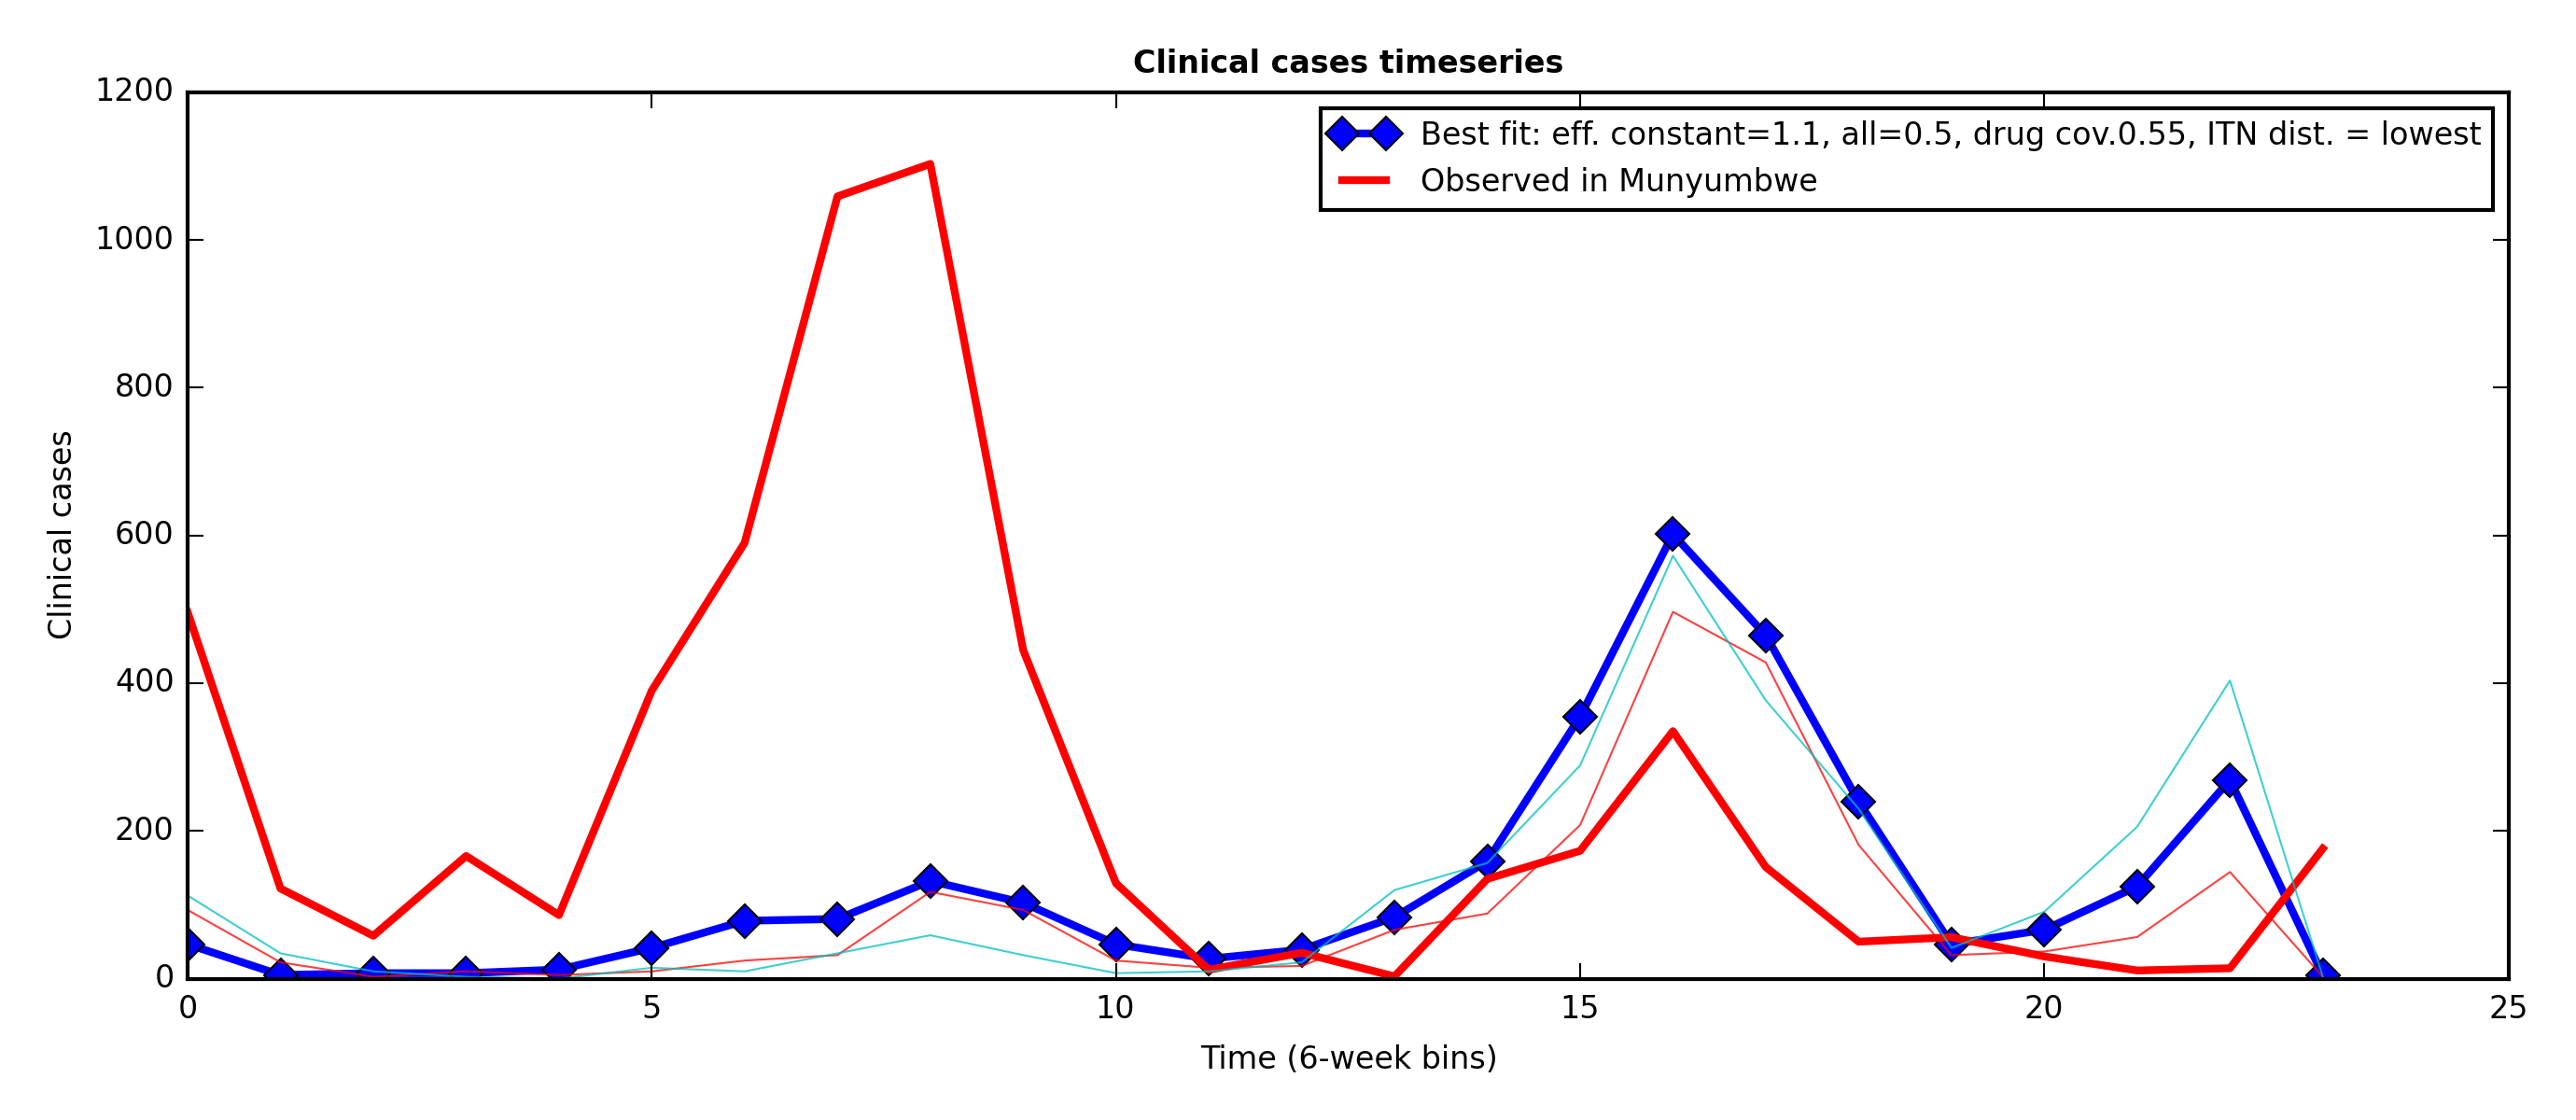 Clinical cases timeseries
1200
1000
800
600
400
200
0
Clinical cases
Best fit: eff. constant=1.1, all=0.5, drug cov.0.55, ITN dist. = lowest
Observed in Munyumbwe
0 5 10 15 20 25
Time (6-week bins)